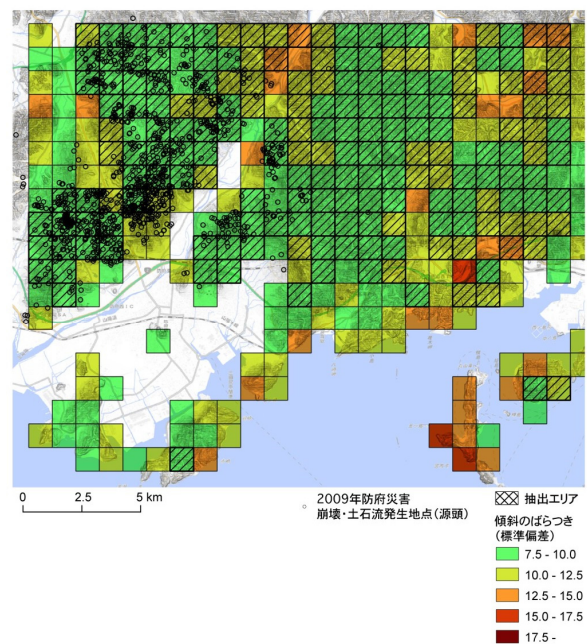 0 2.5 5 km
2009年防府災害
崩壊・土石流発生地点(源頭)
抽出エリア
傾斜のばらつき
(標準偏差)
7.5 - 10.0
10.0 - 12.5
12.5 - 15.0
15.0 - 17.5
17.5 -